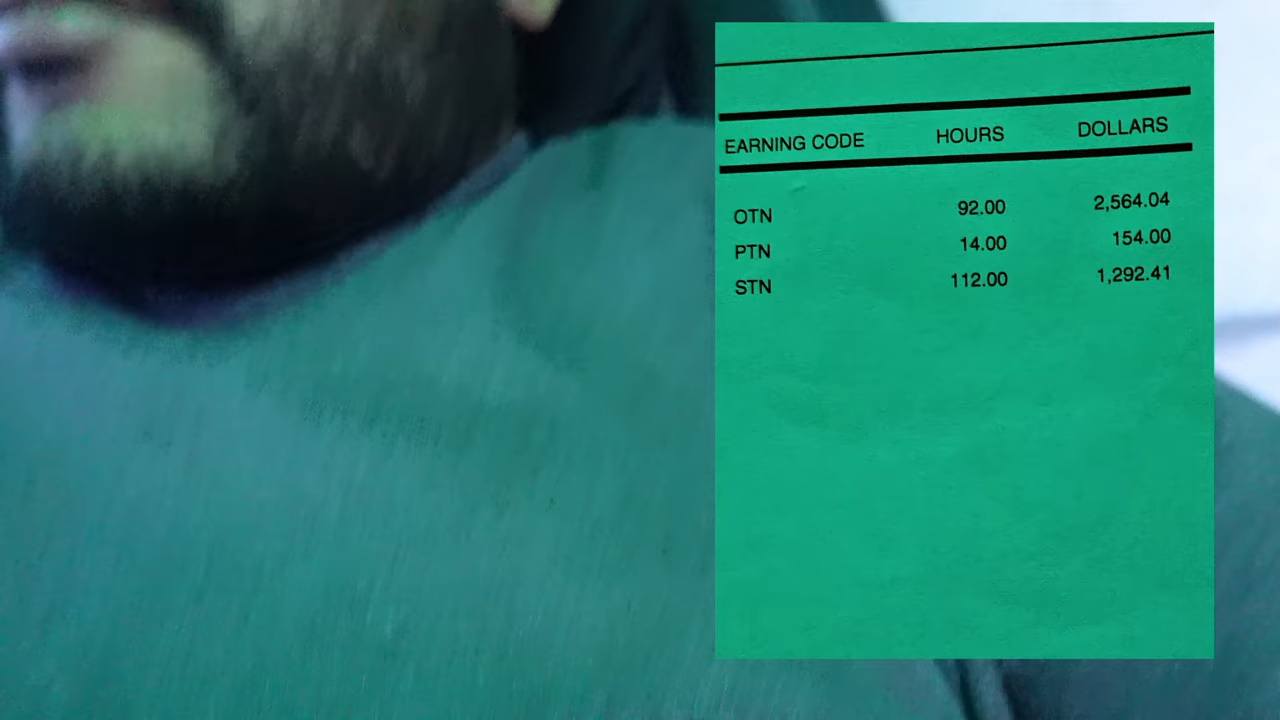 EARNING CODE HOURS DOLLARS
OTN 92.00 2,564.04
PTN 14.00 154.00
STN 112.00 1,292.41